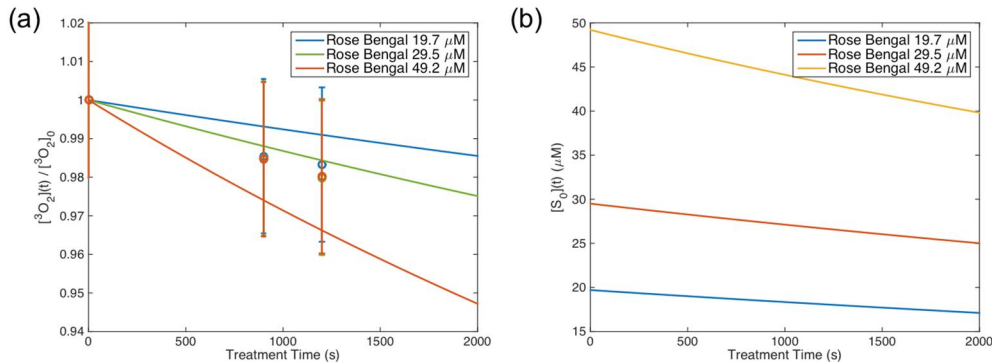 (a)
1.02
1.01
1
0.99
0.98
0.97
0.96
0.95
0.94
[³O₂](t) / [³O₂]₀
Rose Bengal 19.7 μM
Rose Bengal 29.5 μM
Rose Bengal 49.2 μM
0
500
1000
1500
2000
Treatment Time (s)
(b)
50
45
40
35
30
25
20
15
[S₀](t) (μM)
Rose Bengal 19.7 μM
Rose Bengal 29.5 μM
Rose Bengal 49.2 μM
0
500
1000
1500
2000
Treatment Time (s)